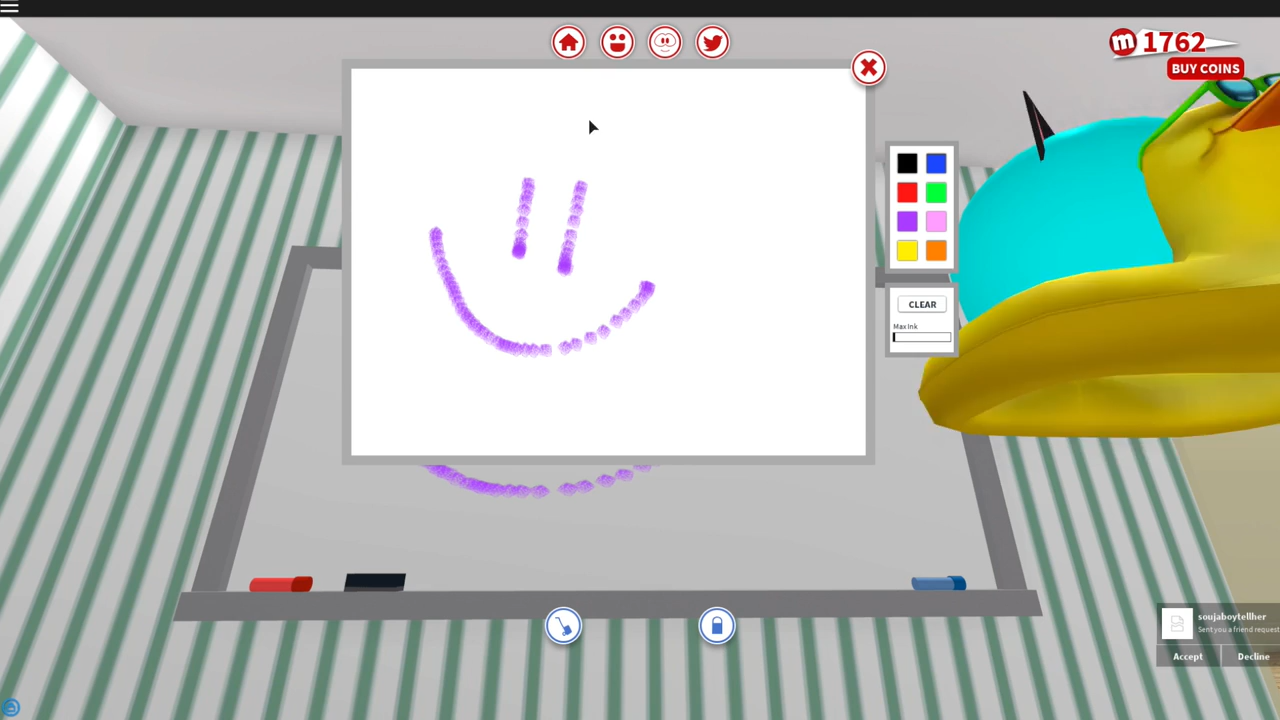 m 1762
BUY COINS
CLEAR
Max Ink
soujaboytellher
Sent you a friend request
Accept
Decline